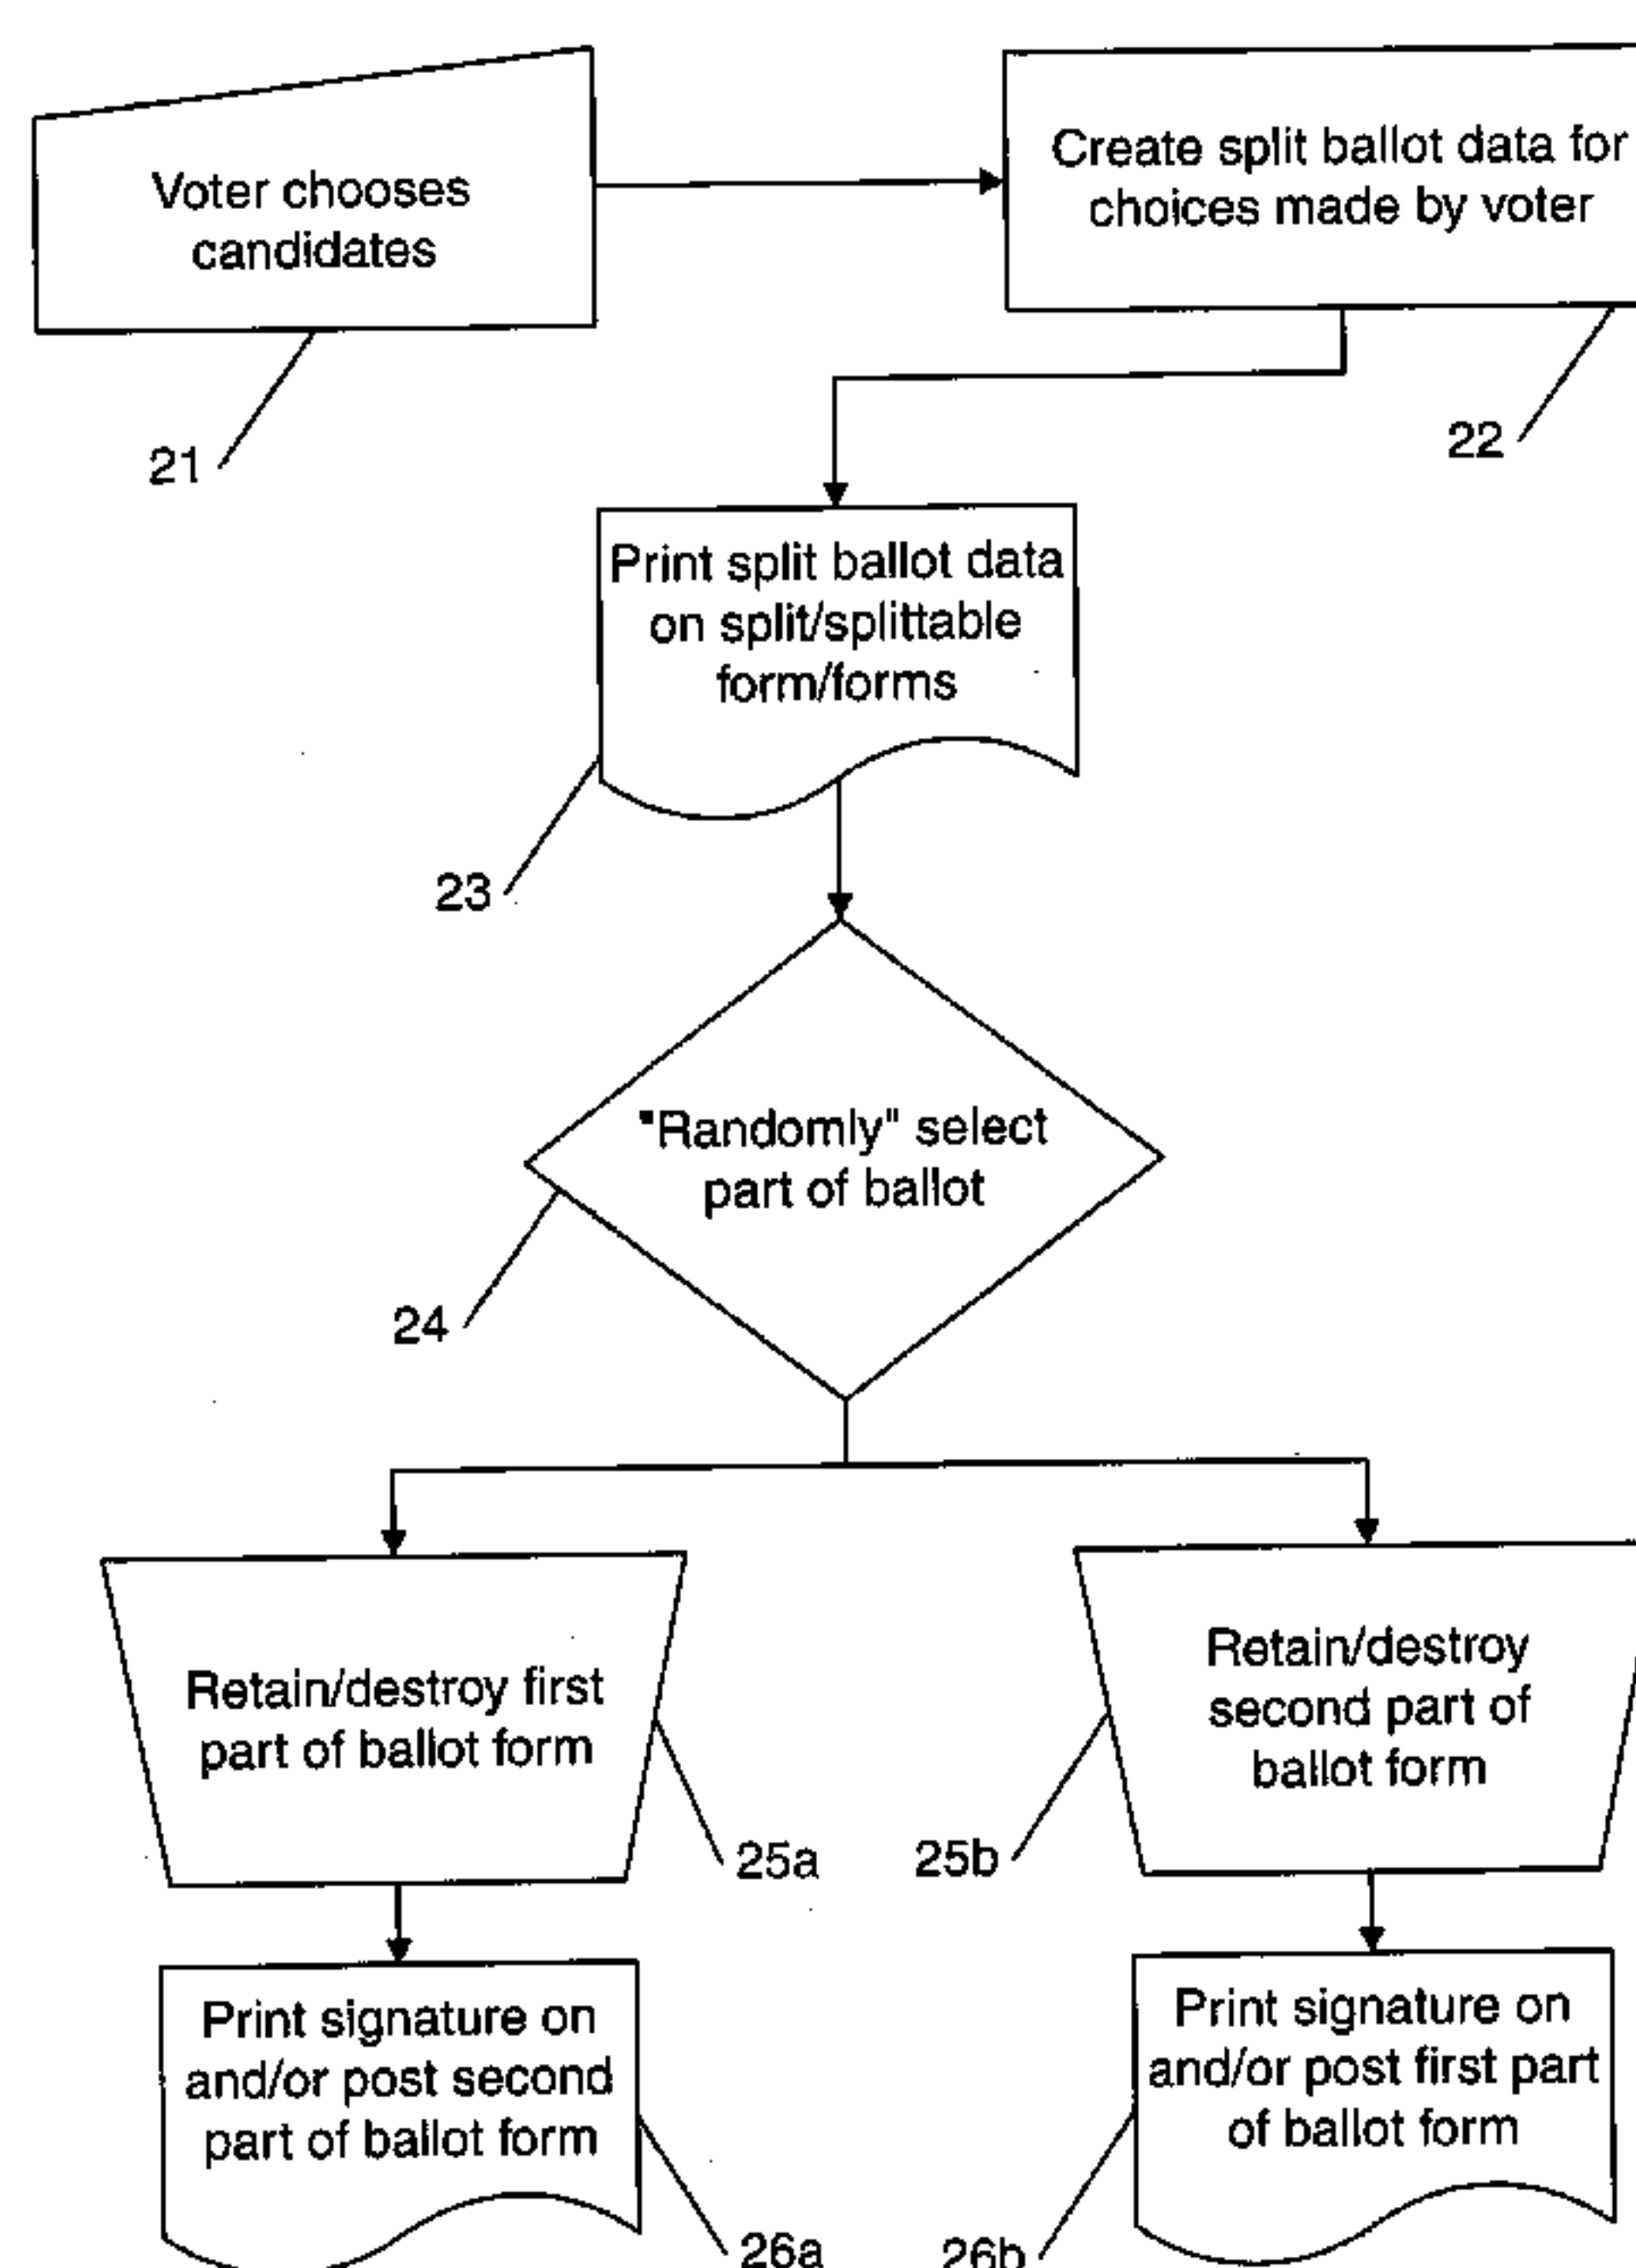 Voter chooses
candidates
Create split ballot data for
choices made by voter
21
22
Print split ballot data
on split/splittable
form/forms
23
"Randomly" select
part of ballot
24
Retain/destroy first
part of ballot form
Retain/destroy
second part of
ballot form
25a
25b
Print signature on
and/or post second
part of ballot form
Print signature on
and/or post first part
of ballot form
26a
26b